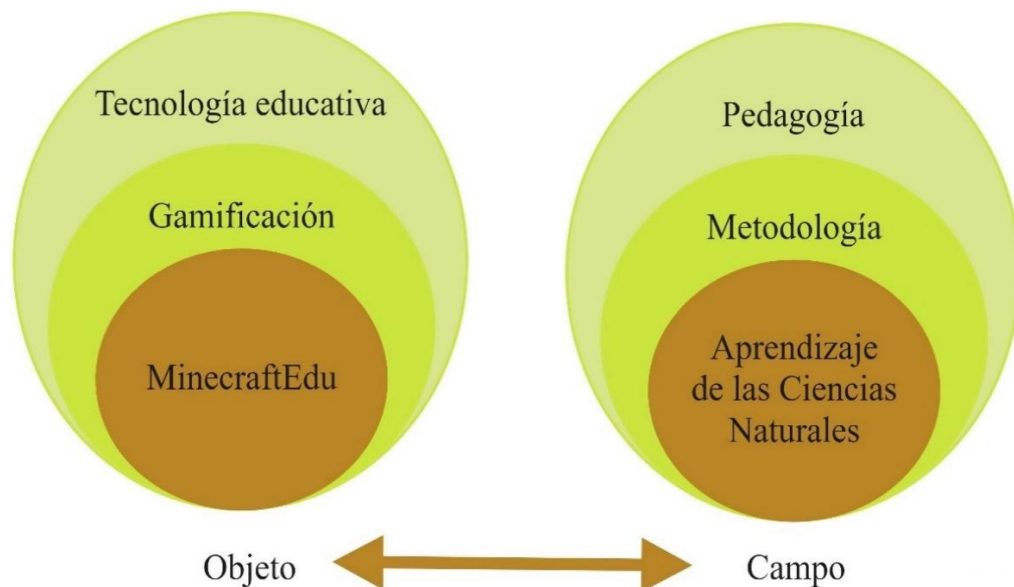 Tecnología educativa
Gamificación
MinecraftEdu
Objeto
Pedagogía
Metodología
Aprendizaje
de las Ciencias
Naturales
Campo